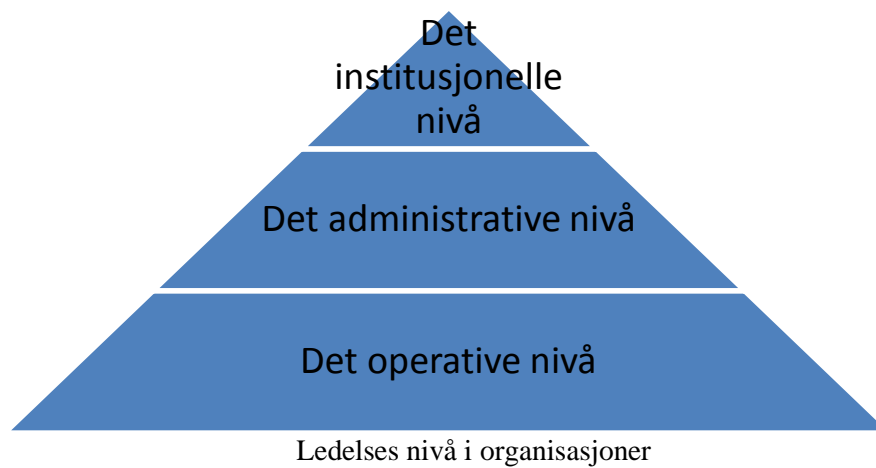 Det
institusjonelle
nivå
Det administrative nivå
Det operative nivå
Ledelses nivå i organisasjoner